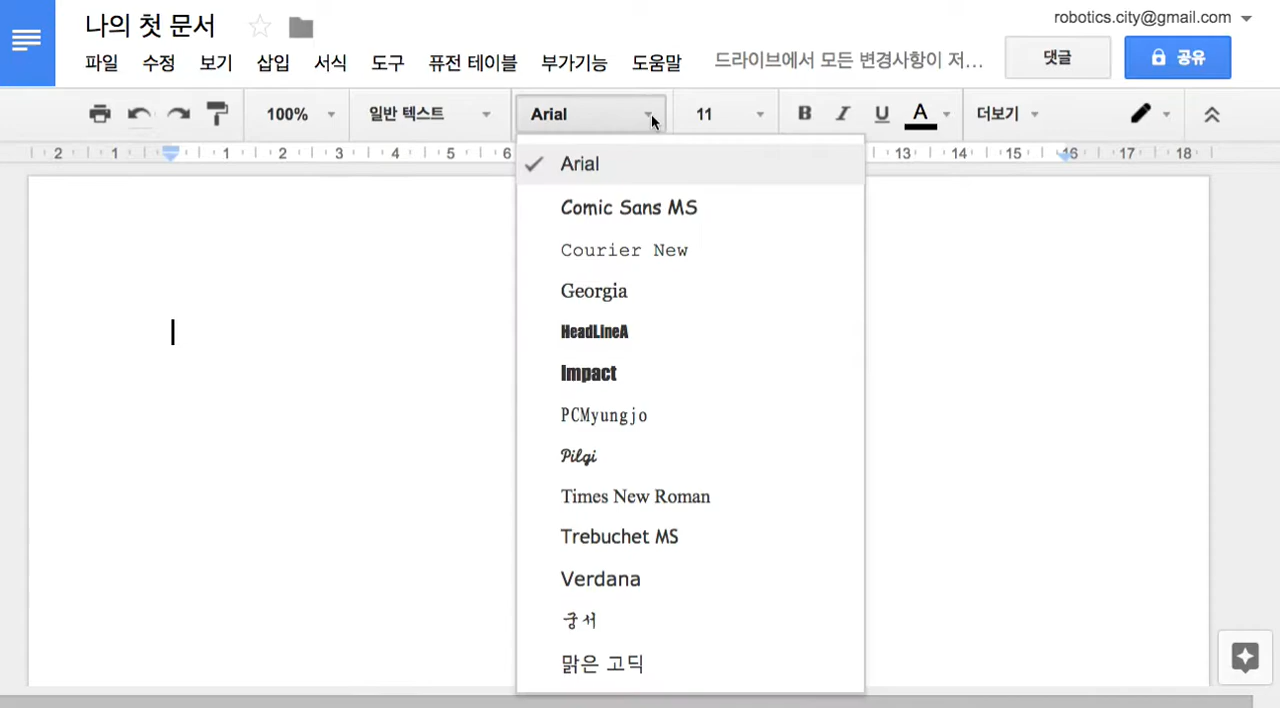 나의 첫 문서
robotics.city@gmail.com
파일 수정 보기 삽입 서식 도구 퓨전 테이블 부가기능 도움말 드라이브에서 모든 변경사항이 저... 댓글 공유
100% 일반 텍스트 Arial 11 B I U A 더보기
2 1 1 2 3 4 5 6 13 14 15 16 17 18
Arial
Comic Sans MS
Courier New
Georgia
HeadLineA
Impact
PCMyungjo
Pilgi
Times New Roman
Trebuchet MS
Verdana
궁서
맑은 고딕